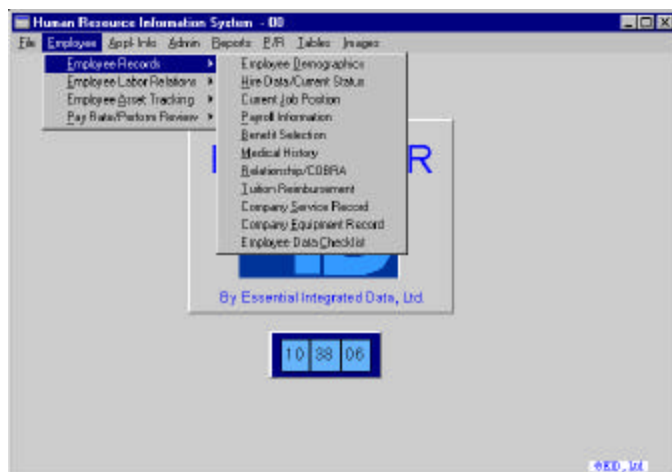 Human Resource Information System - 00
File Employee Appl-Info Admin Reports P/R Tables Images
Employee Records
Employee Labor Relations
Employee Asset Tracking
Pay Rate/Perform Review
Employee Demographics
Hire Data/Current Status
Current Job Position
Payroll Information
Benefit Selection
Medical History
Relationship/COBRA
Tuition Reimbursement
Company Service Record
Company Equipment Record
Employee Data Checklist
R
By Essential Integrated Data, Ltd.
10 38 06
©EID, Ltd